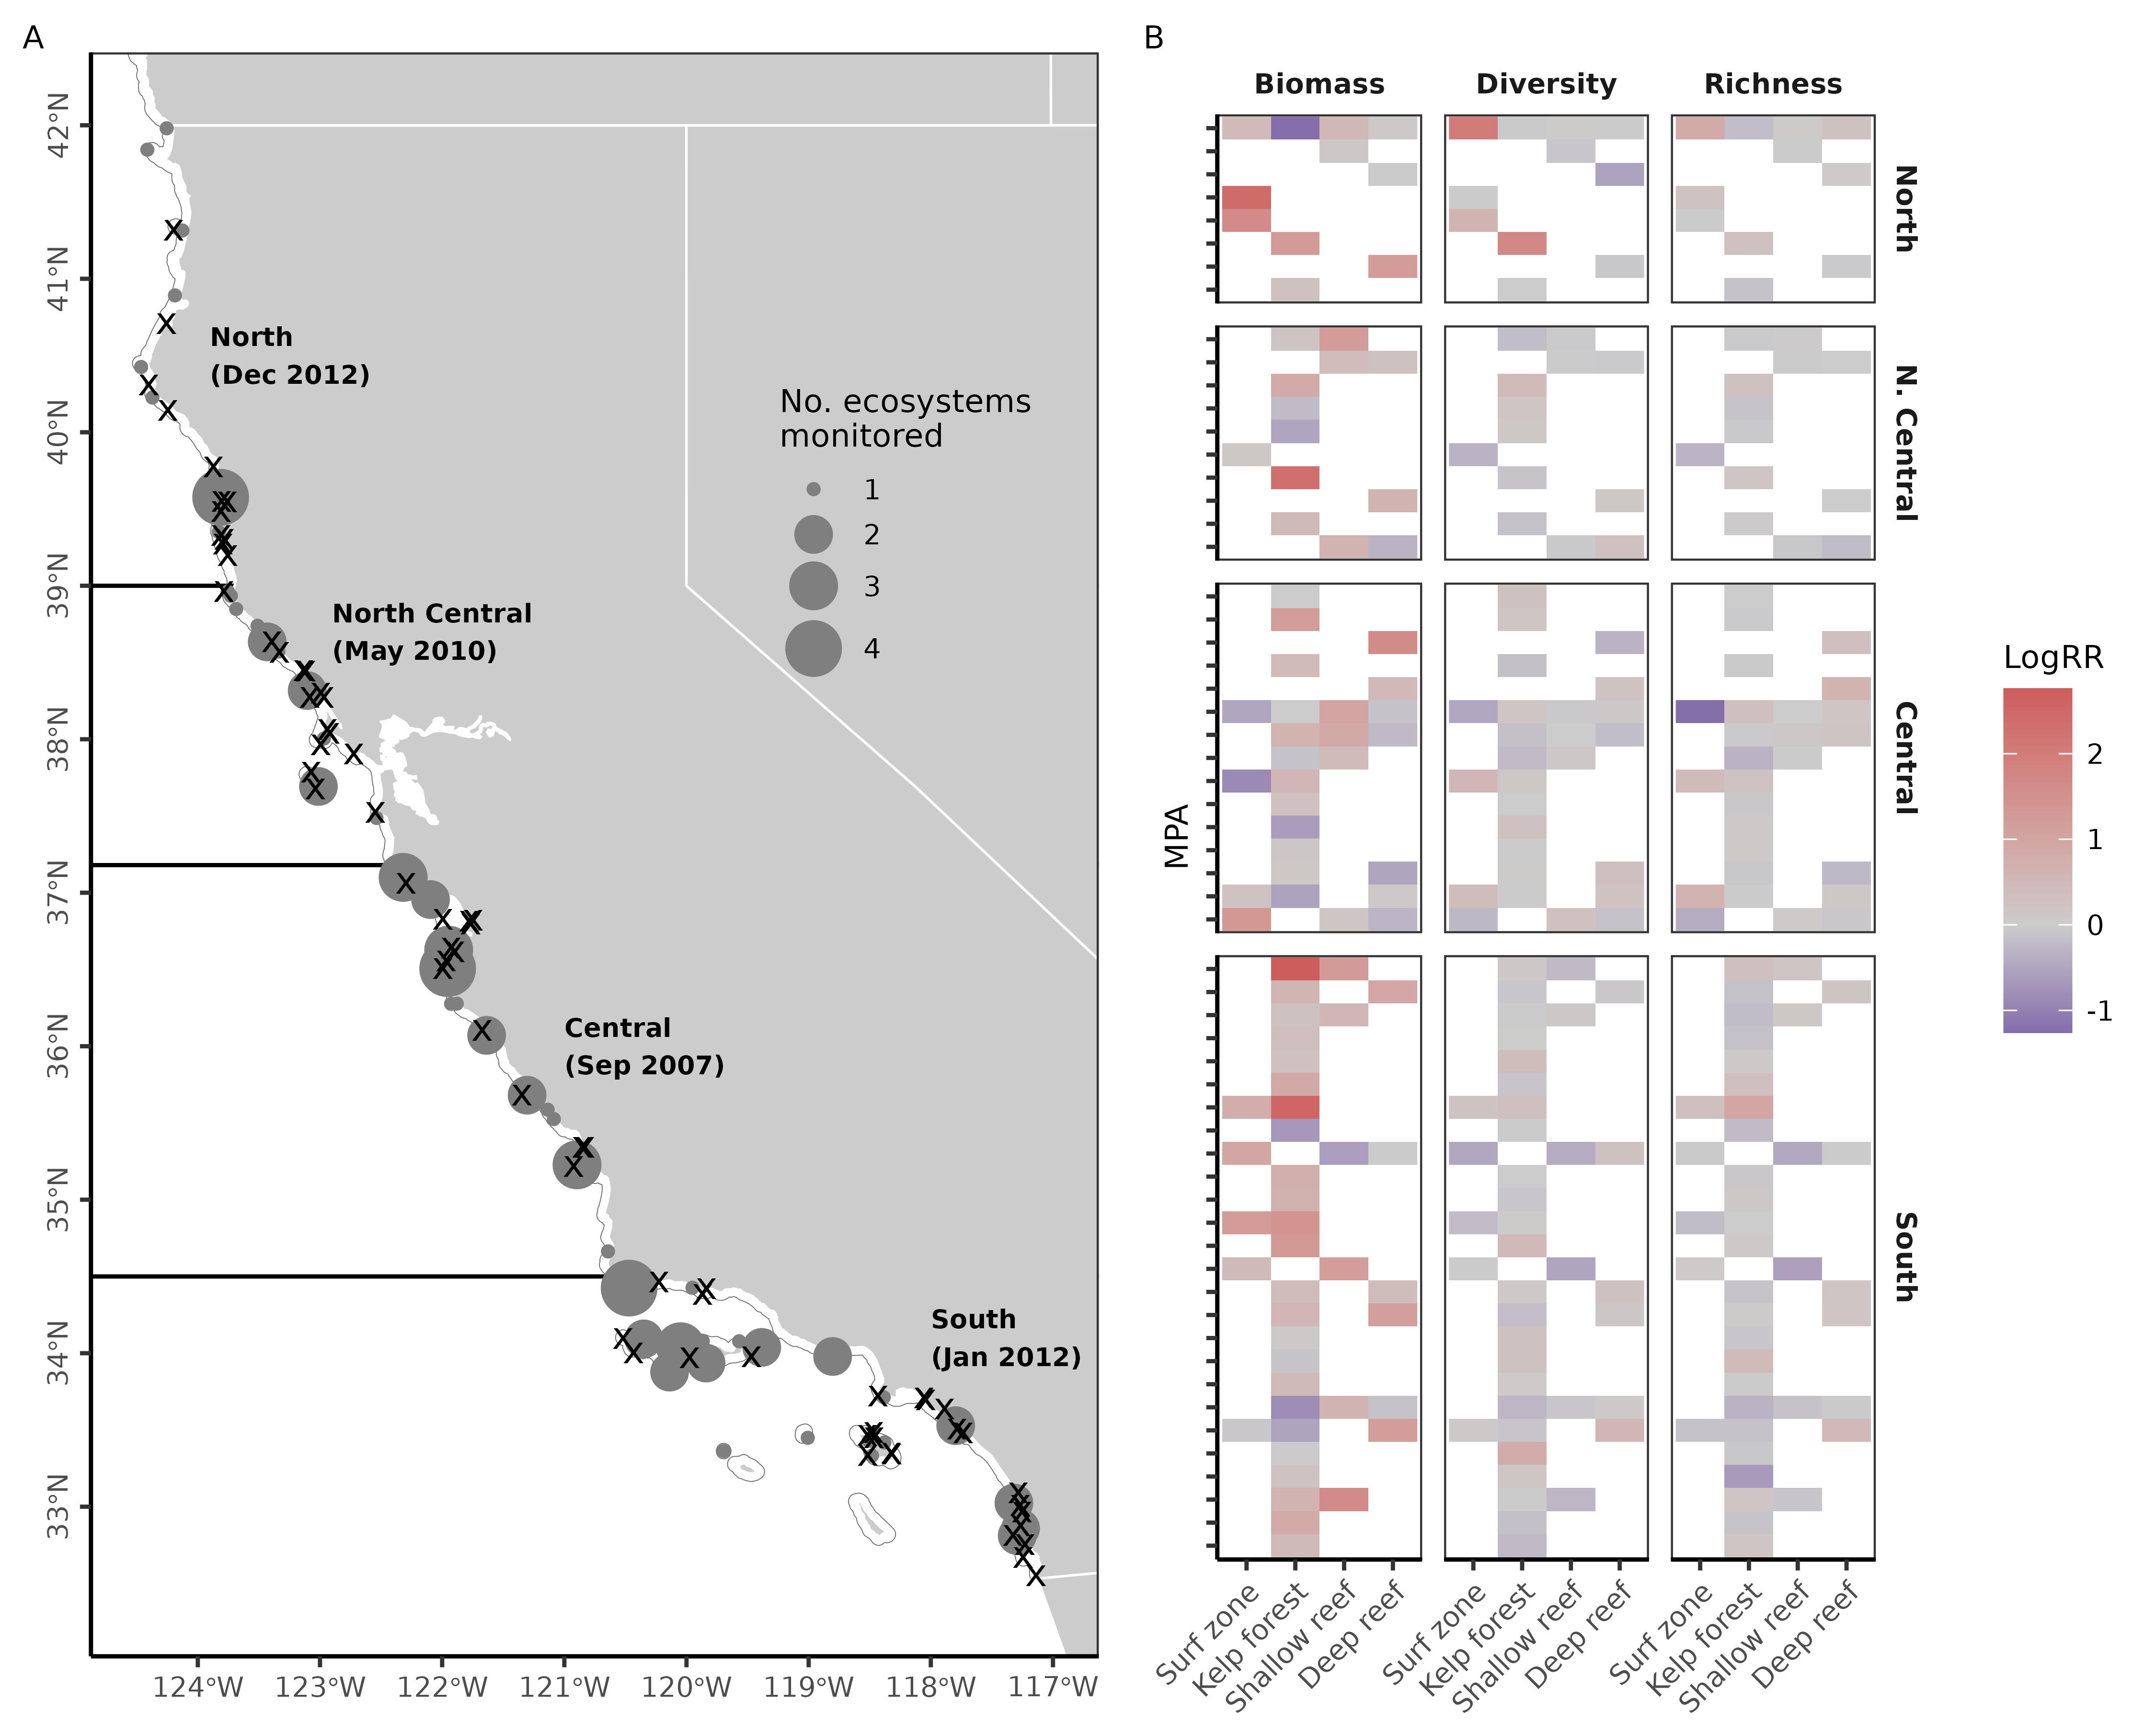 A
42°N
41°N
40°N
39°N
38°N
37°N
36°N
35°N
34°N
33°N
124°W
123°W
122°W
121°W
120°W
119°W
118°W
117°W
North
(Dec 2012)
North Central
(May 2010)
Central
(Sep 2007)
South
(Jan 2012)
No. ecosystems
monitored
1
2
3
4
B
Biomass
Diversity
Richness
North
N. Central
Central
South
MPA
Surf zone
Kelp forest
Shallow reef
Deep reef
Surf zone
Kelp forest
Shallow reef
Deep reef
Surf zone
Kelp forest
Shallow reef
Deep reef
LogRR
2
1
0
-1